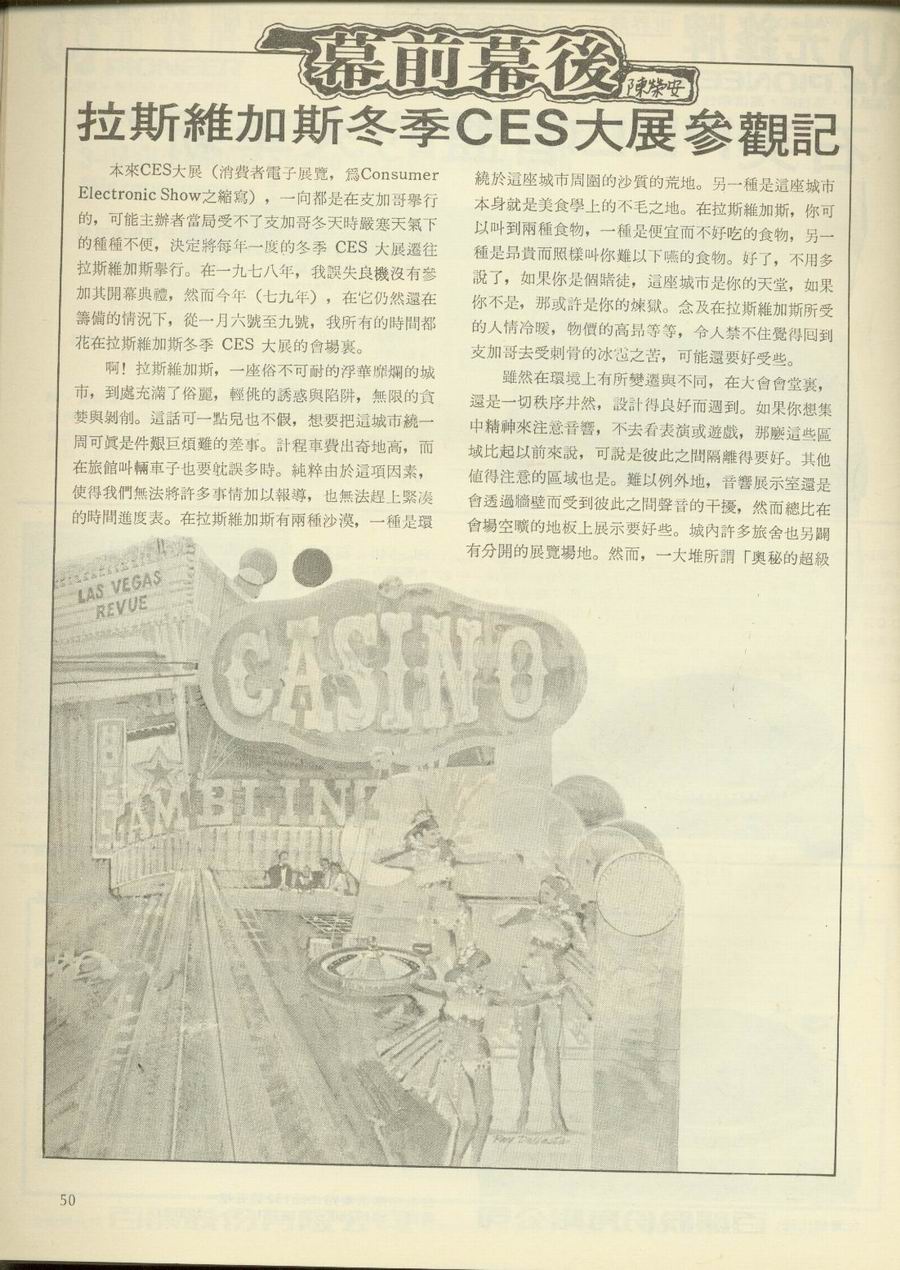 幕前幕後
陳榮安
拉斯維加斯冬季CES大展參觀記
本來CES大展（消費者電子展覽，爲Consumer
Electronic Show之縮寫），一向都是在支加哥舉行
的，可能主辦者當局受不了支加哥冬天時嚴寒天氣下
的種種不便，決定將每年一度的冬季 CES 大展遷往
拉斯維加斯舉行。在一九七八年，我誤失良機沒有參
加其開幕典禮，然而今年（七九年），在它仍然還在
籌備的情況下，從一月六號至九號，我所有的時間都
花在拉斯維加斯冬季 CES 大展的會場裏。
啊！拉斯維加斯，一座俗不可耐的浮華靡爛的城
市，到處充滿了俗麗，輕佻的誘惑與陷阱，無限的貪
婪與剝削。這話可一點兒也不假，想要把這城市繞一
周可眞是件艱巨煩難的差事。計程車費出奇地高，而
在旅館叫輛車子也要躭誤多時。純粹由於這項因素，
使得我們無法將許多事情加以報導，也無法趕上緊湊
的時間進度表。在拉斯維加斯有兩種沙漠，一種是環
繞於這座城市周圍的沙質的荒地。另一種是這座城市
本身就是美食學上的不毛之地。在拉斯維加斯，你可
以叫到兩種食物，一種是便宜而不好吃的食物，另一
種是昂貴而照樣叫你難以下嚥的食物。好了，不用多
說了，如果你是個賭徒，這座城市是你的天堂，如果
你不是，那或許是你的煉獄。念及在拉斯維加斯所受
的人情冷暖，物價的高昻等等，令人禁不住覺得囘到
支加哥去受刺骨的冰雹之苦，可能還要好受些。
雖然在環境上有所變遷與不同，在大會會堂裏，
還是一切秩序井然，設計得良好而週到。如果你想集
中精神來注意音響，不去看表演或遊戲，那麼這些區
域比起以前來說，可說是彼此之間隔離得要好。其他
値得注意的區域也是。難以例外地，音響展示室還是
會透過牆壁而受到彼此之間聲音的干擾，然而總比在
會場空曠的地板上展示要好些。城內許多旅舍也另闢
有分開的展覽場地。然而，一大堆所謂「奧秘的超級
LAS VEGAS
REVUE
CASINO
HOTEL
GAMBLING
50